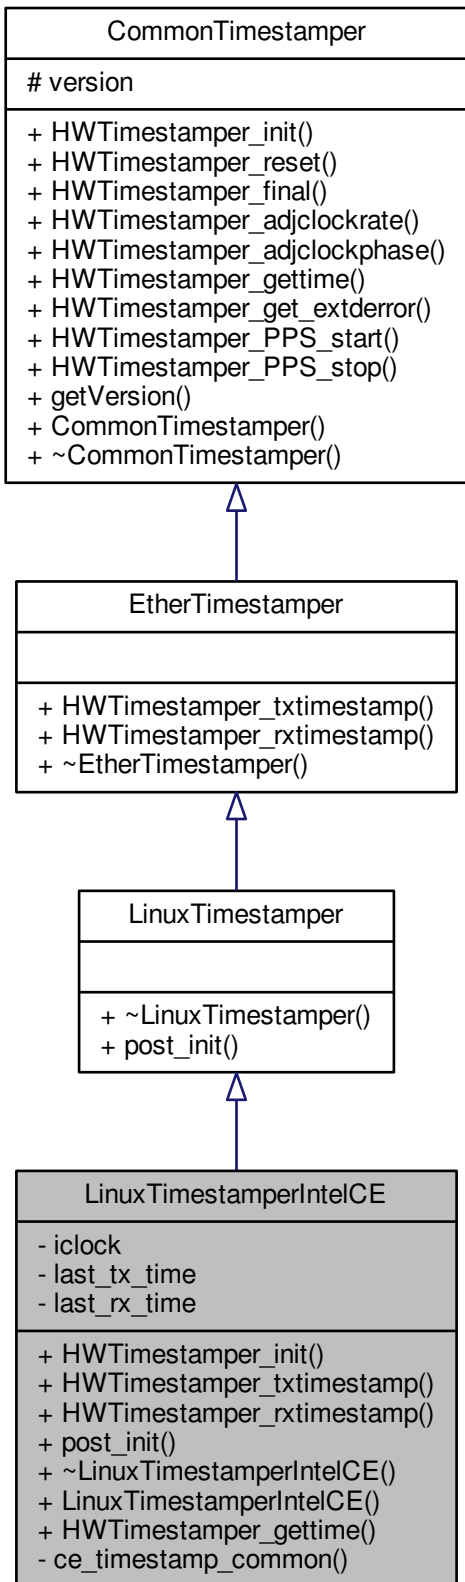 CommonTimestamper
# version
+ HWTimestamper_init()
+ HWTimestamper_reset()
+ HWTimestamper_final()
+ HWTimestamper_adjclockrate()
+ HWTimestamper_adjclockphase()
+ HWTimestamper_gettime()
+ HWTimestamper_get_extderror()
+ HWTimestamper_PPS_start()
+ HWTimestamper_PPS_stop()
+ getVersion()
+ CommonTimestamper()
+ ~CommonTimestamper()
EtherTimestamper
+ HWTimestamper_txtimestamp()
+ HWTimestamper_rxtimestamp()
+ ~EtherTimestamper()
LinuxTimestamper
+ ~LinuxTimestamper()
+ post_init()
LinuxTimestamperIntelCE
- iclock
- last_tx_time
- last_rx_time
+ HWTimestamper_init()
+ HWTimestamper_txtimestamp()
+ HWTimestamper_rxtimestamp()
+ post_init()
+ ~LinuxTimestamperIntelCE()
+ LinuxTimestamperIntelCE()
+ HWTimestamper_gettime()
- ce_timestamp_common()